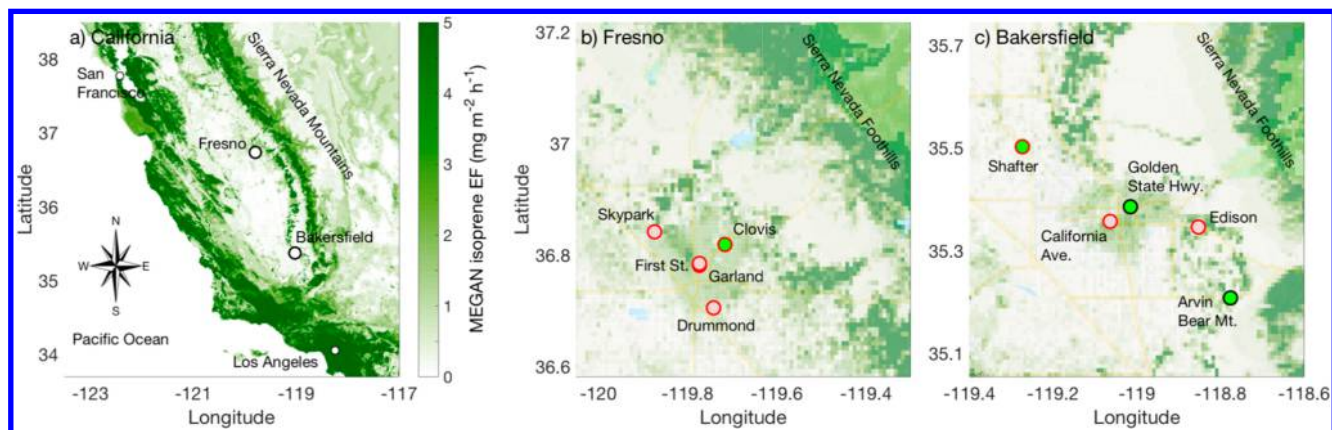 a) California
38
37
36
35
34
Latitude
San
Francisco
Fresno
Bakersfield
Los Angeles
Pacific Ocean
Sierra Nevada Mountains
N
W
E
S
-123
-121
-119
-117
Longitude
5
4
3
2
1
0
MEGAN isoprene EF (mg m⁻² h⁻¹)
b) Fresno
37.2
37
36.8
36.6
Latitude
Sierra Nevada Foothills
Skypark
Clovis
First St.
Garland
Drummond
-120
-119.8
-119.6
-119.4
Longitude
c) Bakersfield
35.7
35.5
35.3
35.1
Latitude
Sierra Nevada Foothills
Shafter
Golden
State Hwy.
Edison
California
Ave.
Arvin
Bear Mt.
-119.4
-119.2
-119
-118.8
-118.6
Longitude